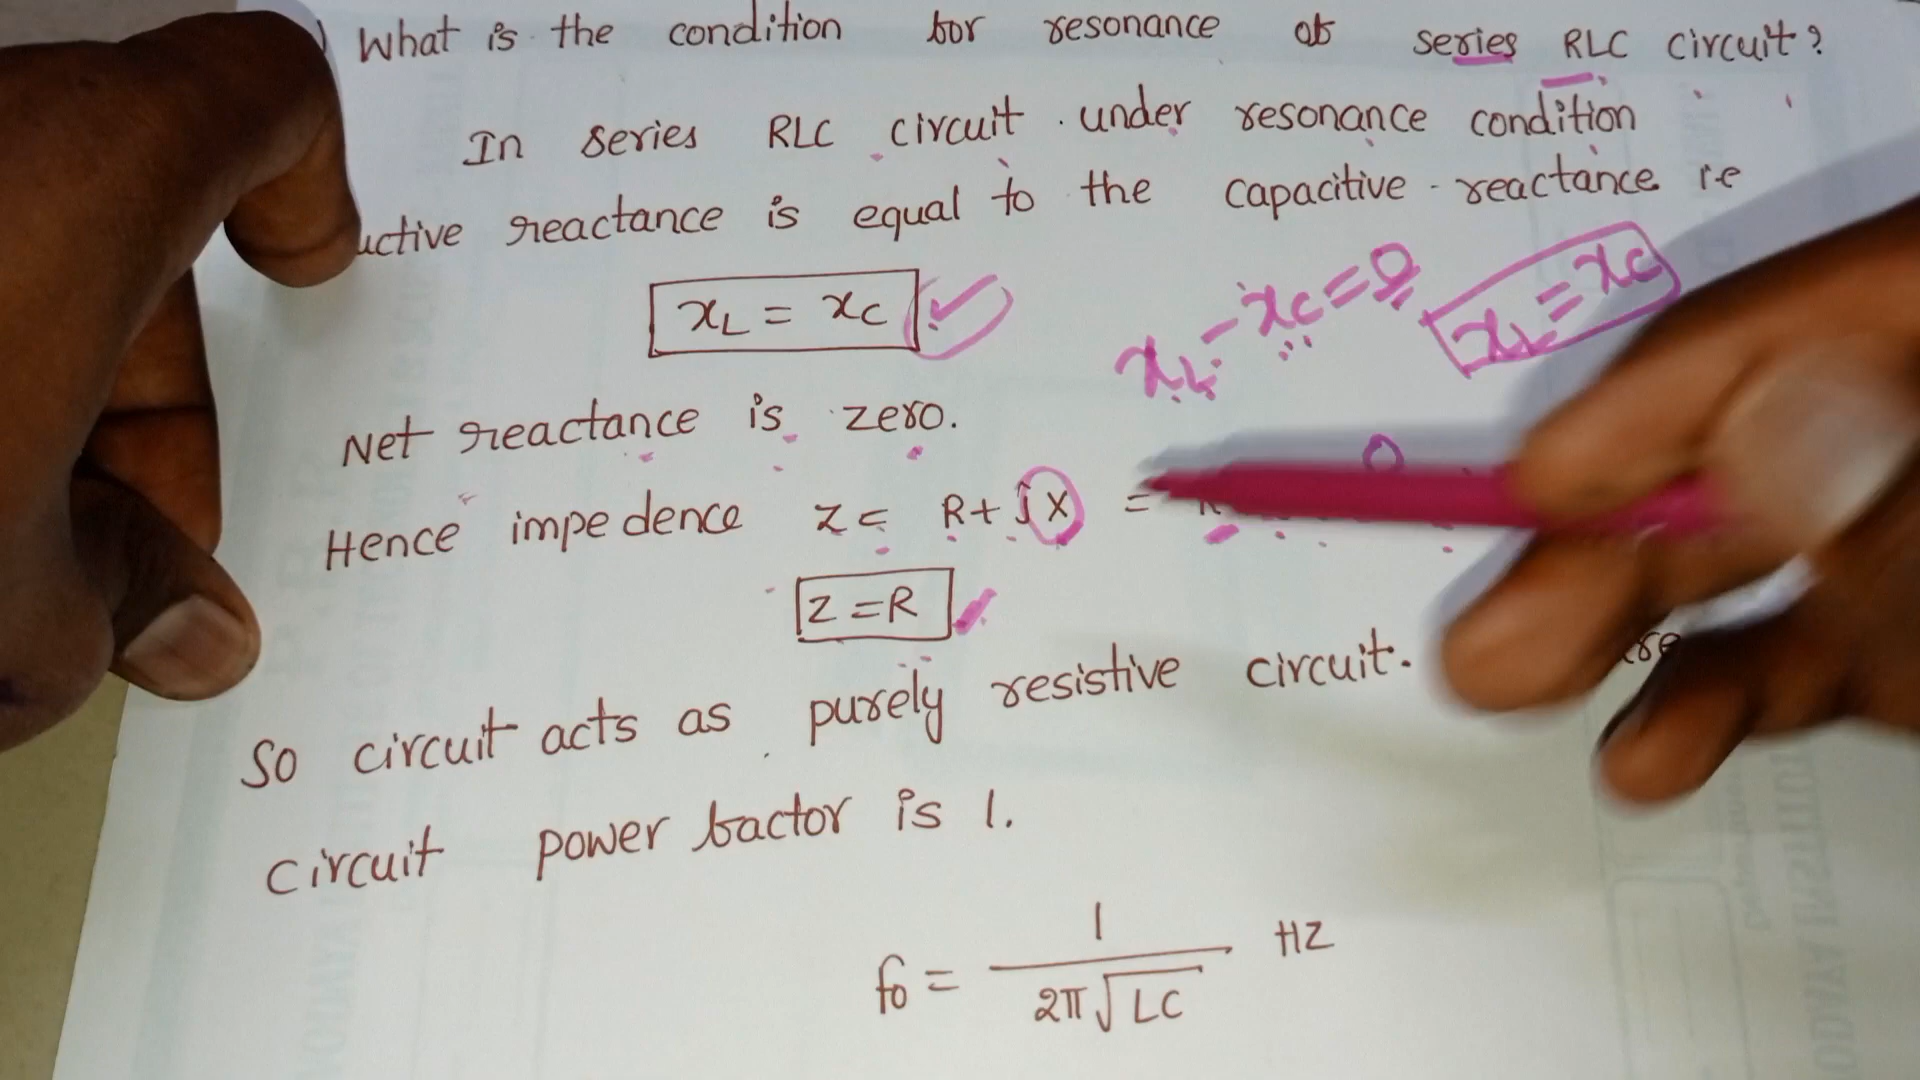 What is the condition for resonance of series RLC circuit?
In series RLC circuit under resonance condition
uctive reactance is equal to the capacitive reactance i.e
XL = XC
XL - XC = 0
XL = XC
Net reactance is zero.
Hence impedence Z = R + jX =
Z = R
So circuit acts as purely resistive circuit.
circuit power factor is 1.
f0 = 1 / 2π√LC HZ